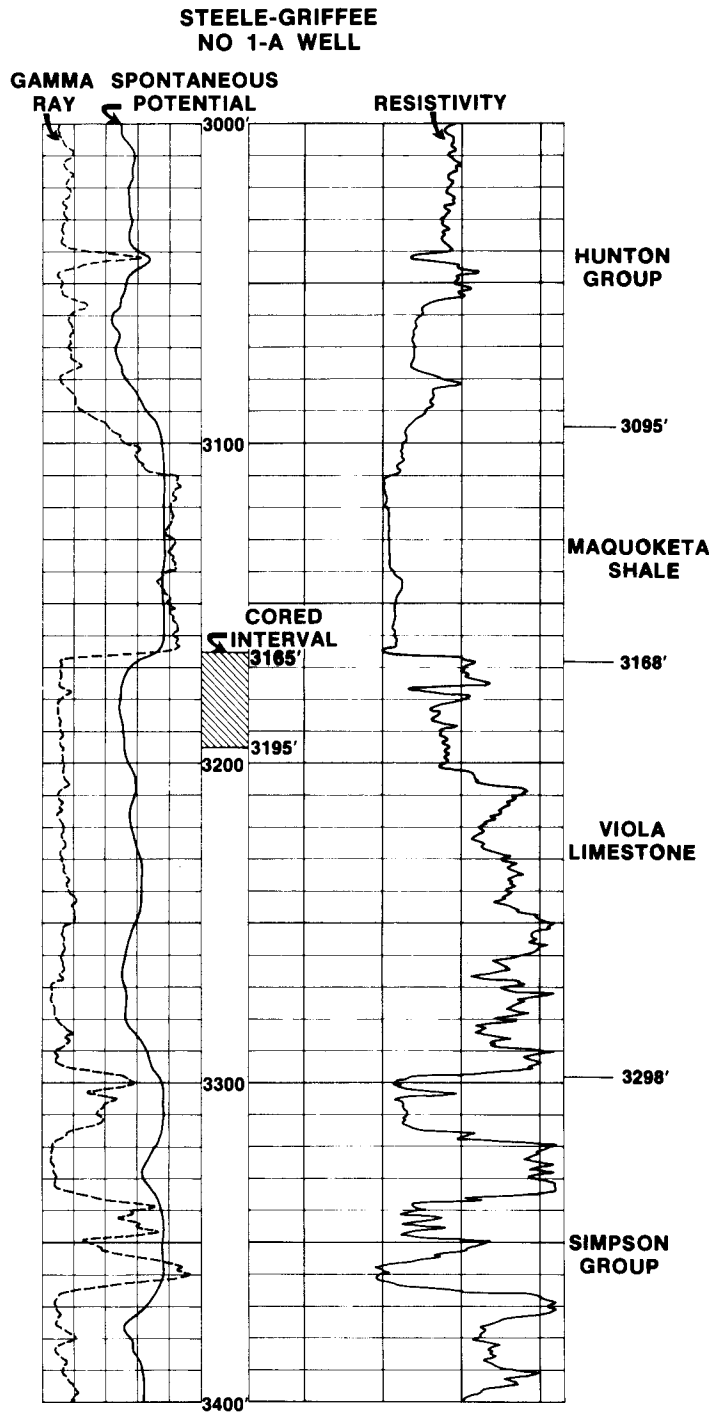 STEELE-GRIFFEE
NO 1-A WELL
GAMMA
RAY
SPONTANEOUS
POTENTIAL
RESISTIVITY
3000'
HUNTON
GROUP
3095'
3100
MAQUOKETA
SHALE
CORED
INTERVAL
3165'
3168'
3195'
3200
VIOLA
LIMESTONE
3298'
3300
SIMPSON
GROUP
3400'